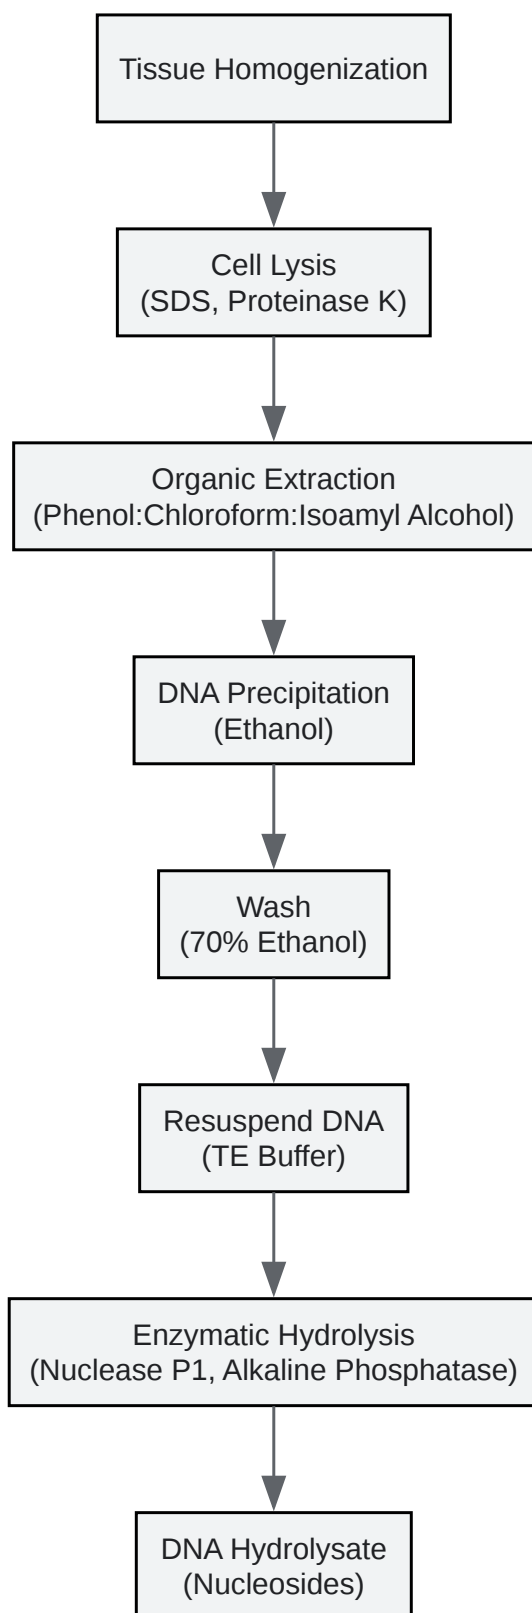 Tissue Homogenization
Cell Lysis
(SDS, Proteinase K)
Organic Extraction
(Phenol:Chloroform:Isoamyl Alcohol)
DNA Precipitation
(Ethanol)
Wash
(70% Ethanol)
Resuspend DNA
(TE Buffer)
Enzymatic Hydrolysis
(Nuclease P1, Alkaline Phosphatase)
DNA Hydrolysate
(Nucleosides)